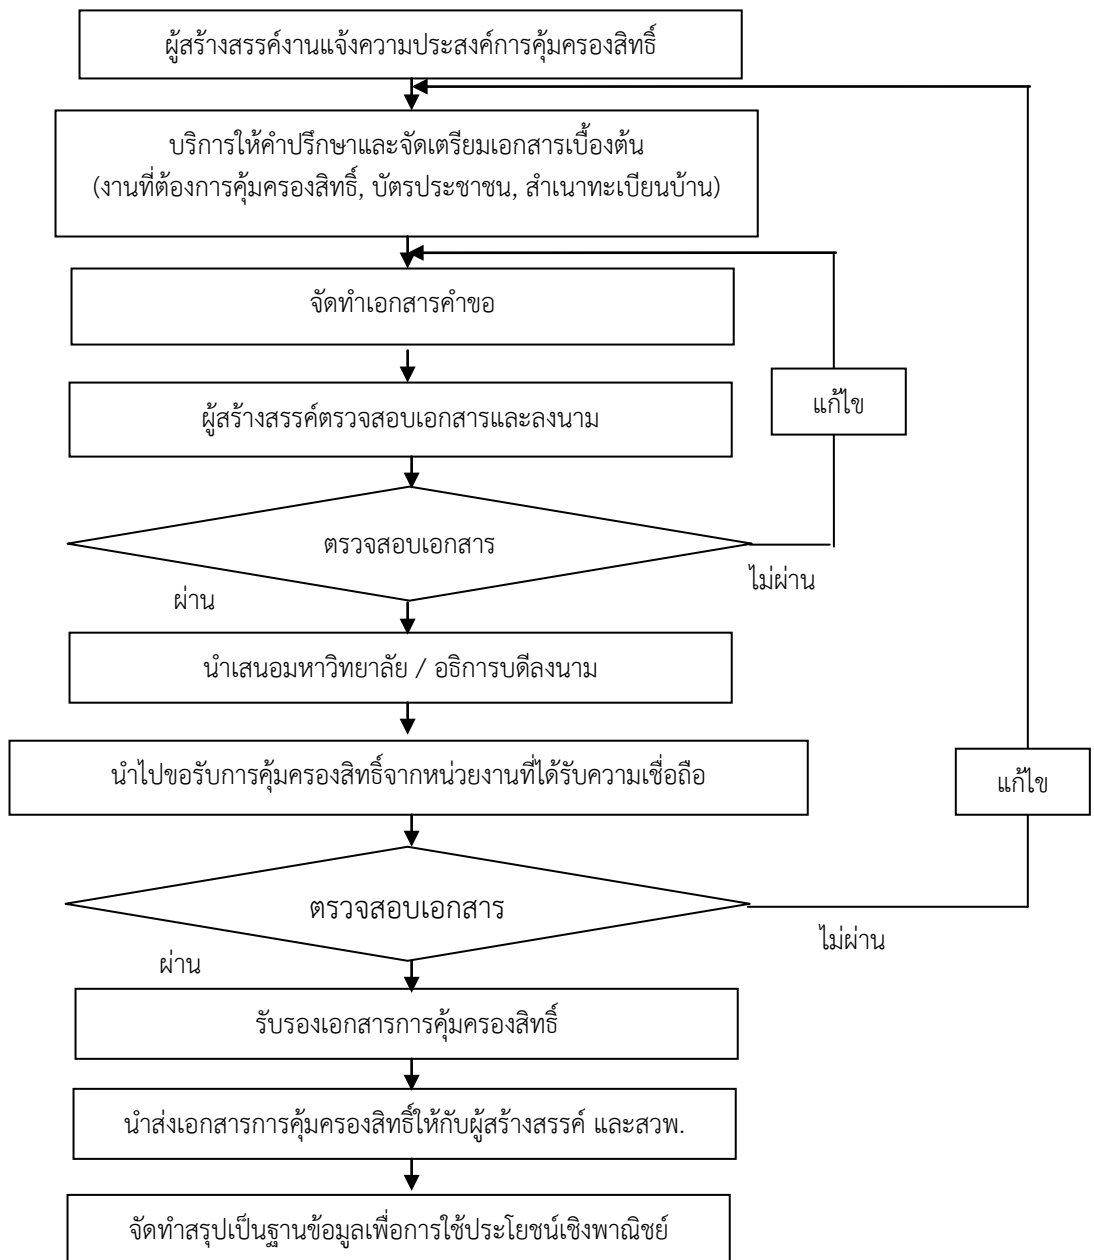 ผู้สร้างสรรค์งานแจ้งความประสงค์การคุ้มครองสิทธิ์
บริการให้คำปรึกษาและจัดเตรียมเอกสารเบื้องต้น
(งานที่ต้องการคุ้มครองสิทธิ์, บัตรประชาชน, สำเนาทะเบียนบ้าน)
จัดทำเอกสารคำขอ
แก้ไข
ผู้สร้างสรรค์ตรวจสอบเอกสารและลงนาม
ตรวจสอบเอกสาร
ไม่ผ่าน
ผ่าน
นำเสนอมหาวิทยาลัย / อธิการบดีลงนาม
นำไปขอรับการคุ้มครองสิทธิ์จากหน่วยงานที่ได้รับความเชื่อถือ
แก้ไข
ตรวจสอบเอกสาร
ไม่ผ่าน
ผ่าน
รับรองเอกสารการคุ้มครองสิทธิ์
นำส่งเอกสารการคุ้มครองสิทธิ์ให้กับผู้สร้างสรรค์ และสวพ.
จัดทำสรุปเป็นฐานข้อมูลเพื่อการใช้ประโยชน์เชิงพาณิชย์